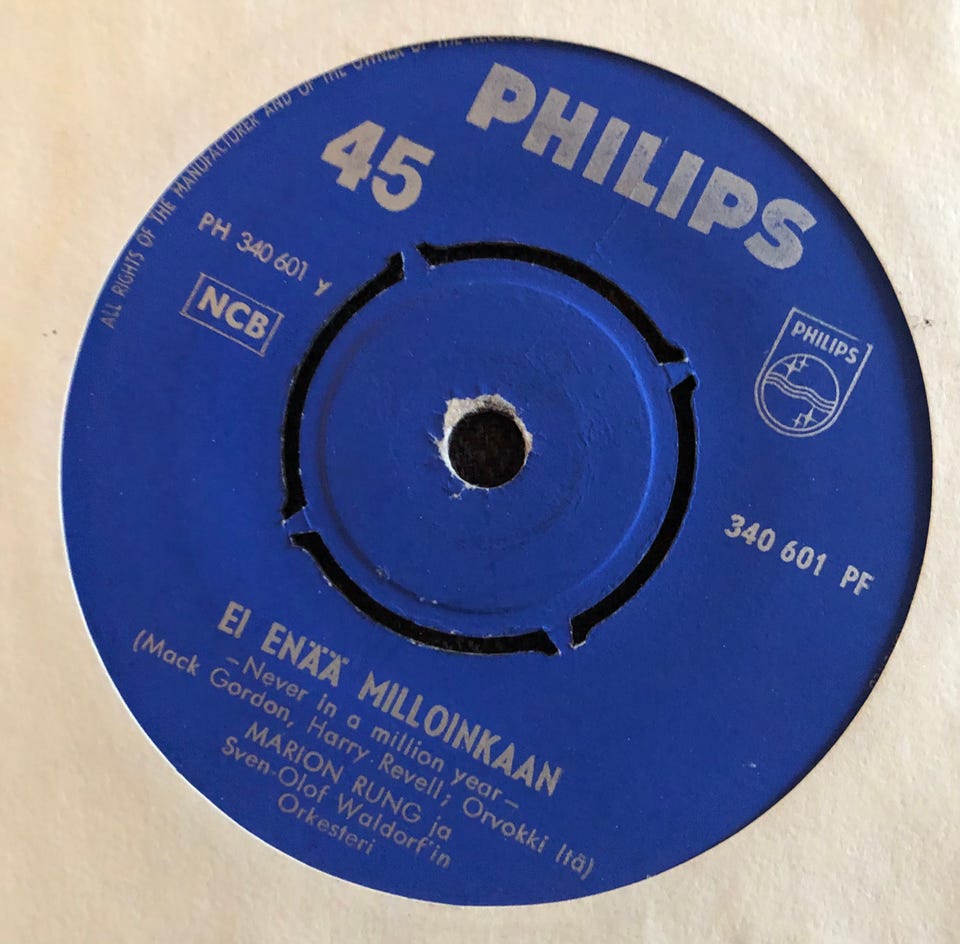 ALL RIGHTS OF THE MANUFACTURER AND OF THE OWNER OF THE RECORDED
45
PHILIPS
PH 340 601 y
NCB
PHILIPS
340 601 PF
EI ENÄÄ MILLOINKAAN
–Never in a million year–
(Mack Gordon, Harry Revell; Orvokki Itä)
MARION RUNG ja
Sven-Olof Waldorf'in
Orkesteri